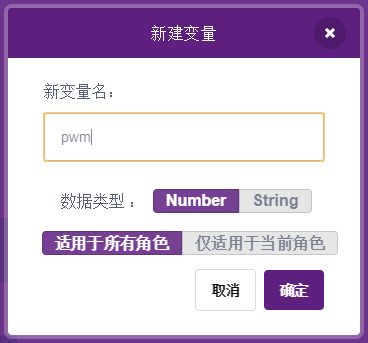 新建变量
新变量名：
pwm
数据类型： Number String
适用于所有角色 仅适用于当前角色
取消 确定